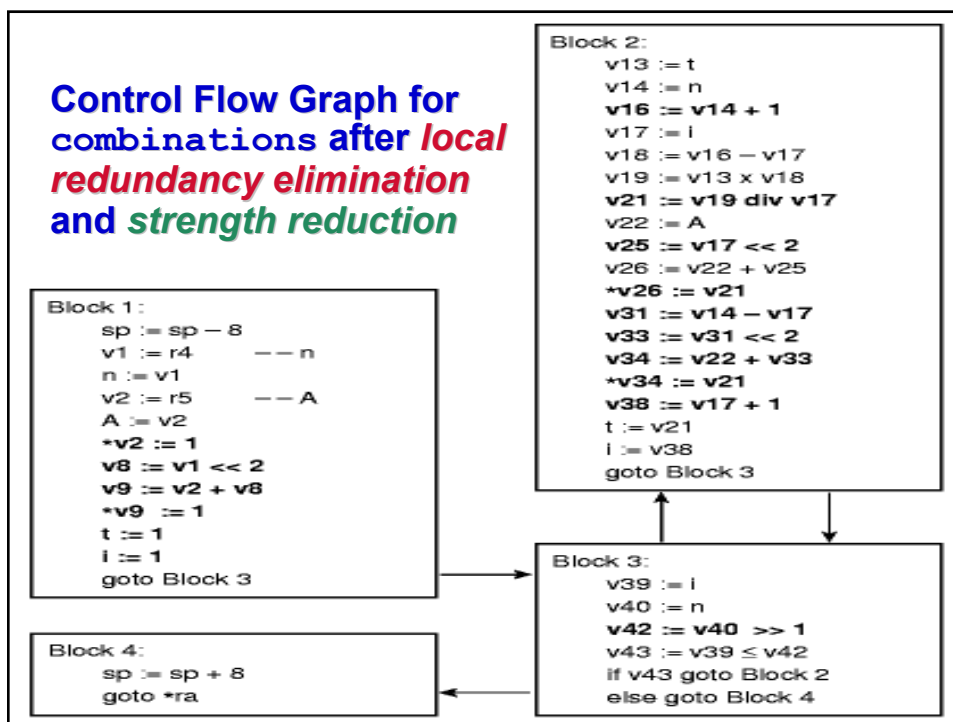 Control Flow Graph for
combinations after local
redundancy elimination
and strength reduction
Block 1:
sp := sp – 8
v1 := r4 – – n
n := v1
v2 := r5 – – A
A := v2
*v2 := 1
v8 := v1 << 2
v9 := v2 + v8
*v9 := 1
t := 1
i := 1
goto Block 3
Block 4:
sp := sp + 8
goto *ra
Block 2:
v13 := t
v14 := n
v16 := v14 + 1
v17 := i
v18 := v16 – v17
v19 := v13 x v18
v21 := v19 div v17
v22 := A
v25 := v17 << 2
v26 := v22 + v25
*v26 := v21
v31 := v14 – v17
v33 := v31 << 2
v34 := v22 + v33
*v34 := v21
v38 := v17 + 1
t := v21
i := v38
goto Block 3
Block 3:
v39 := i
v40 := n
v42 := v40 >> 1
v43 := v39 ≤ v42
if v43 goto Block 2
else goto Block 4